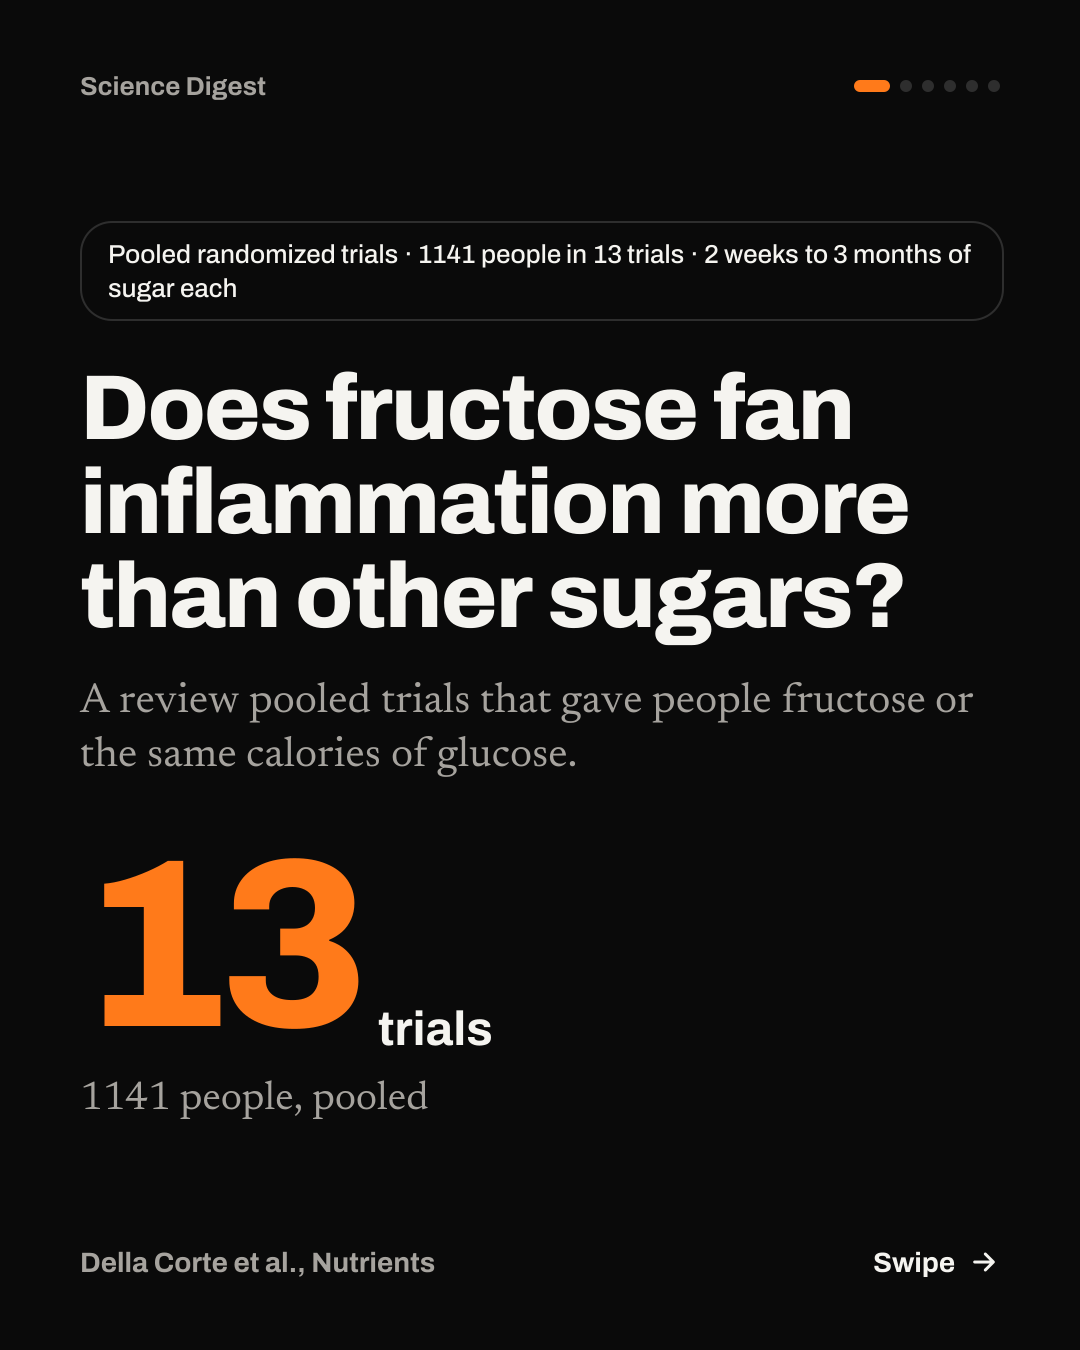 Science Digest
Pooled randomized trials · 1141 people in 13 trials · 2 weeks to 3 months of
sugar each
Does fructose fan
inflammation more
than other sugars?
A review pooled trials that gave people fructose or
the same calories of glucose.
13 trials
1141 people, pooled
Della Corte et al., Nutrients
Swipe →